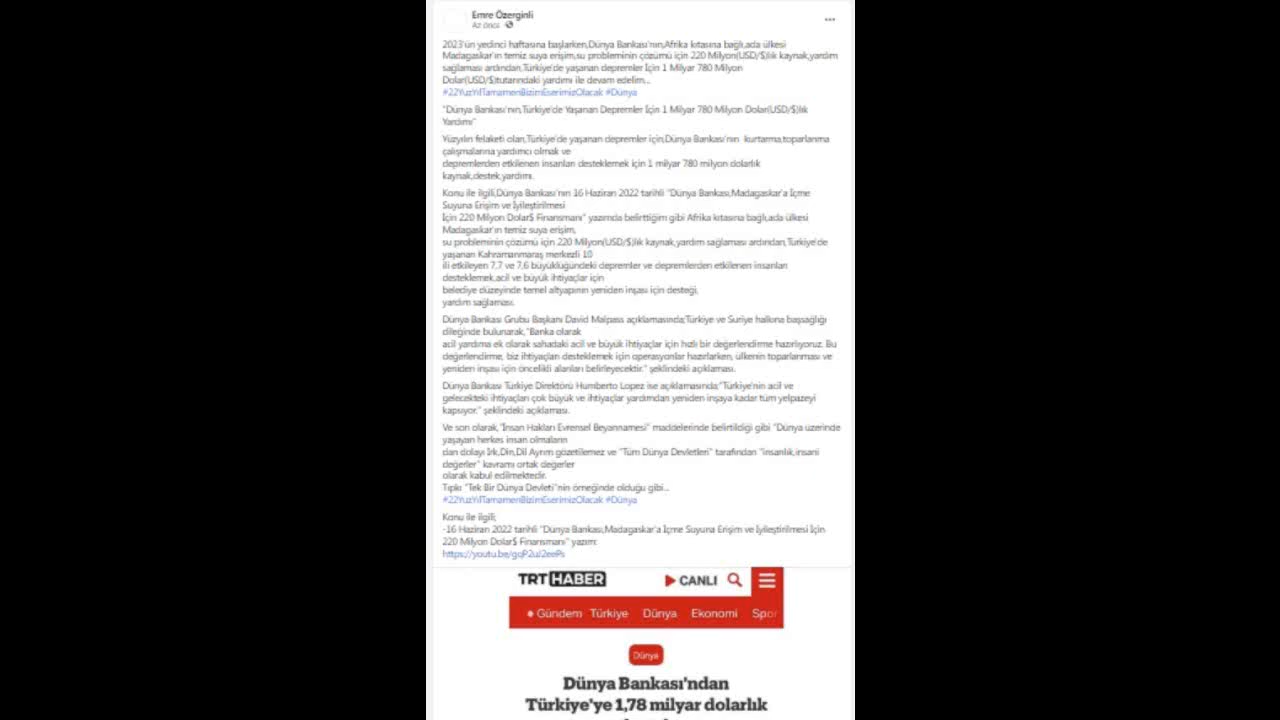 Emre Özerginli
Az önce
2023'ün yedinci haftasına başlarken,Dünya Bankası'nın,Afrika kıtasına bağlı,ada ülkesi
Madagaskar'ın temiz suya erişim,su probleminin çözümü için 220 Milyon(USD/$)lık kaynak,yardım
sağlaması ardından,Türkiye'de yaşanan depremler İçin 1 Milyar 780 Milyon
Dolar(USD/$)tutarındaki yardımı ile devam edelim...
#22YuzYılTamamenBizimEserimizOlacak #Dünya
"Dünya Bankası'nın,Türkiye'de Yaşanan Depremler İçin 1 Milyar 780 Milyon Dolar(USD/$)lık
Yardımı"
Yüzyılın felaketi olan,Türkiye'de yaşanan depremler için,Dünya Bankası'nın kurtarma,toparlanma
çalışmalarına yardımcı olmak ve
depremlerden etkilenen insanları desteklemek için 1 milyar 780 milyon dolarlık
kaynak,destek,yardımı.
Konu ile ilgili,Dünya Bankası'nın 16 Haziran 2022 tarihli "Dünya Bankası,Madagaskar'a İçme
Suyuna Erişim ve İyileştirilmesi
İçin 220 Milyon Dolar$ Finansmanı" yazımda belirttiğim gibi Afrika kıtasına bağlı,ada ülkesi
Madagaskar'ın temiz suya erişim,
su probleminin çözümü için 220 Milyon(USD/$)lık kaynak,yardım sağlaması ardından,Türkiye'de
yaşanan Kahramanmaraş merkezli 10
ili etkileyen 7,7 ve 7,6 büyüklüğündeki depremler ve depremlerden etkilenen insanları
desteklemek,acil ve büyük ihtiyaçlar için
belediye düzeyinde temel altyapının yeniden inşası için desteği,
yardım sağlaması.
Dünya Bankası Grubu Başkanı David Malpass açıklamasında;Türkiye ve Suriye halkına başsağlığı
dileğinde bulunarak,"Banka olarak
acil yardıma ek olarak sahadaki acil ve büyük ihtiyaçlar için hızlı bir değerlendirme hazırlıyoruz. Bu
değerlendirme, biz ihtiyaçları desteklemek için operasyonlar hazırlarken, ülkenin toparlanması ve
yeniden inşası için öncelikli alanları belirleyecektir." şeklindeki açıklaması.
Dünya Bankası Türkiye Direktörü Humberto Lopez ise açıklamasında;"Türkiye'nin acil ve
gelecekteki ihtiyaçları çok büyük ve ihtiyaçlar yardımdan yeniden inşaya kadar tüm yelpazeyi
kapsıyor." şeklindeki açıklaması.
Ve son olarak,"İnsan Hakları Evrensel Beyannamesi" maddelerinde belirtildiği gibi "Dünya üzerinde
yaşayan herkes insan olmaların
dan dolayı Irk,Din,Dil Ayrım gözetilemez ve "Tüm Dünya Devletleri" tarafından "insanlık,insani
değerler" kavramı ortak değerler
olarak kabul edilmektedir.
Tıpkı "Tek Bir Dünya Devleti"nin örneğinde olduğu gibi...
#22YuzYılTamamenBizimEserimizOlacak #Dünya
Konu ile ilgili;
-16 Haziran 2022 tarihli "Dünya Bankası,Madagaskar'a İçme Suyuna Erişim ve İyileştirilmesi İçin
220 Milyon Dolar$ Finansmanı" yazım:
https://youtu.be/gqP2uJ2eePs
TRT HABER CANLI
Gündem Türkiye Dünya Ekonomi Spor
Dünya
Dünya Bankası'ndan
Türkiye'ye 1,78 milyar dolarlık